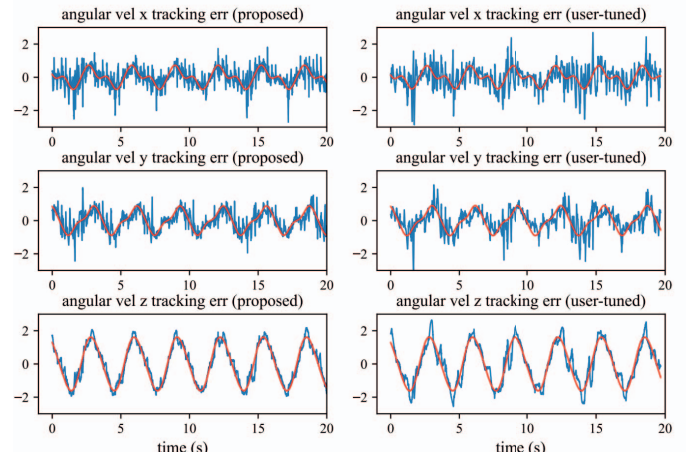 angular vel x tracking err (proposed)
angular vel x tracking err (user-tuned)
2
0
−2
0 5 10 15 20
0 5 10 15 20
angular vel y tracking err (proposed)
angular vel y tracking err (user-tuned)
2
0
−2
0 5 10 15 20
0 5 10 15 20
angular vel z tracking err (proposed)
angular vel z tracking err (user-tuned)
2
0
−2
0 5 10 15 20
0 5 10 15 20
time (s)
time (s)